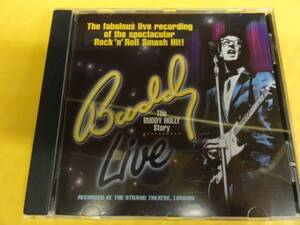 The fabulous live recording
of the spectacular
Rock'n'Roll Smash Hit!
Buddy
The
BUDDY HOLLY
Story
Live
RECORDED AT THE STRAND THEATRE, LONDON